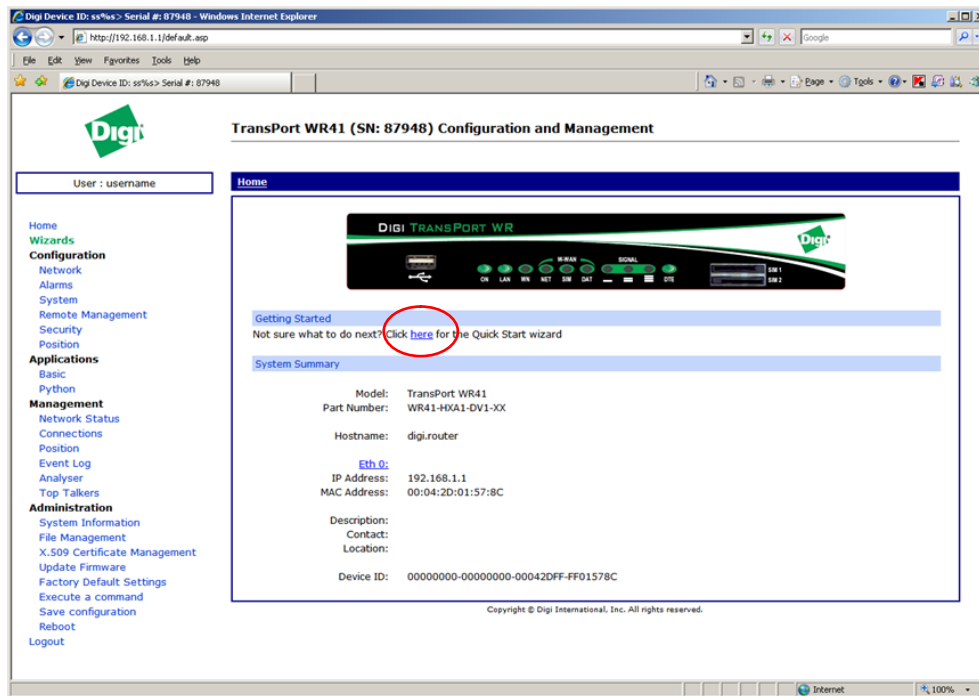 Digi Device ID: ss%s> Serial #: 87948 - Windows Internet Explorer
http://192.168.1.1/default.asp
Google
File Edit View Favorites Tools Help
Digi Device ID: ss%s> Serial #: 87948
Page Tools
Digi
TransPort WR41 (SN: 87948) Configuration and Management
User : username
Home
DIGI TRANSPORT WR
Digi
W-WAN SIGNAL
ON LAN WN NET SIM DAT DTE
SIM 1
SIM 2
Home
Wizards
Configuration
Network
Alarms
System
Remote Management
Security
Position
Applications
Basic
Python
Management
Network Status
Connections
Position
Event Log
Analyser
Top Talkers
Administration
System Information
File Management
X.509 Certificate Management
Update Firmware
Factory Default Settings
Execute a command
Save configuration
Reboot
Logout
Getting Started
Not sure what to do next? Click here for the Quick Start wizard
System Summary
Model: TransPort WR41
Part Number: WR41-HXA1-DV1-XX
Hostname: digi.router
Eth 0:
IP Address: 192.168.1.1
MAC Address: 00:04:2D:01:57:8C
Description:
Contact:
Location:
Device ID: 00000000-00000000-00042DFF-FF01578C
Copyright © Digi International, Inc. All rights reserved.
Internet
100%